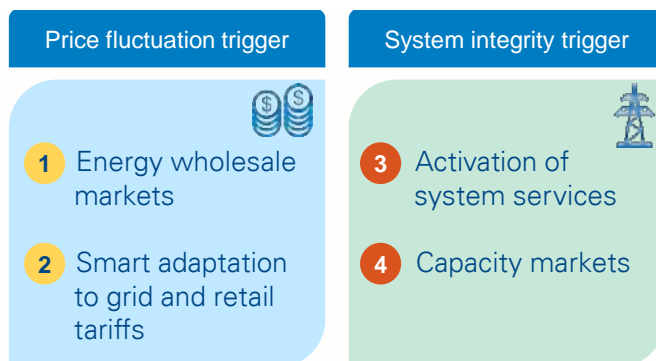 Price fluctuation trigger
$ $
1 Energy wholesale
markets
2 Smart adaptation
to grid and retail
tariffs
System integrity trigger
3 Activation of
system services
4 Capacity markets